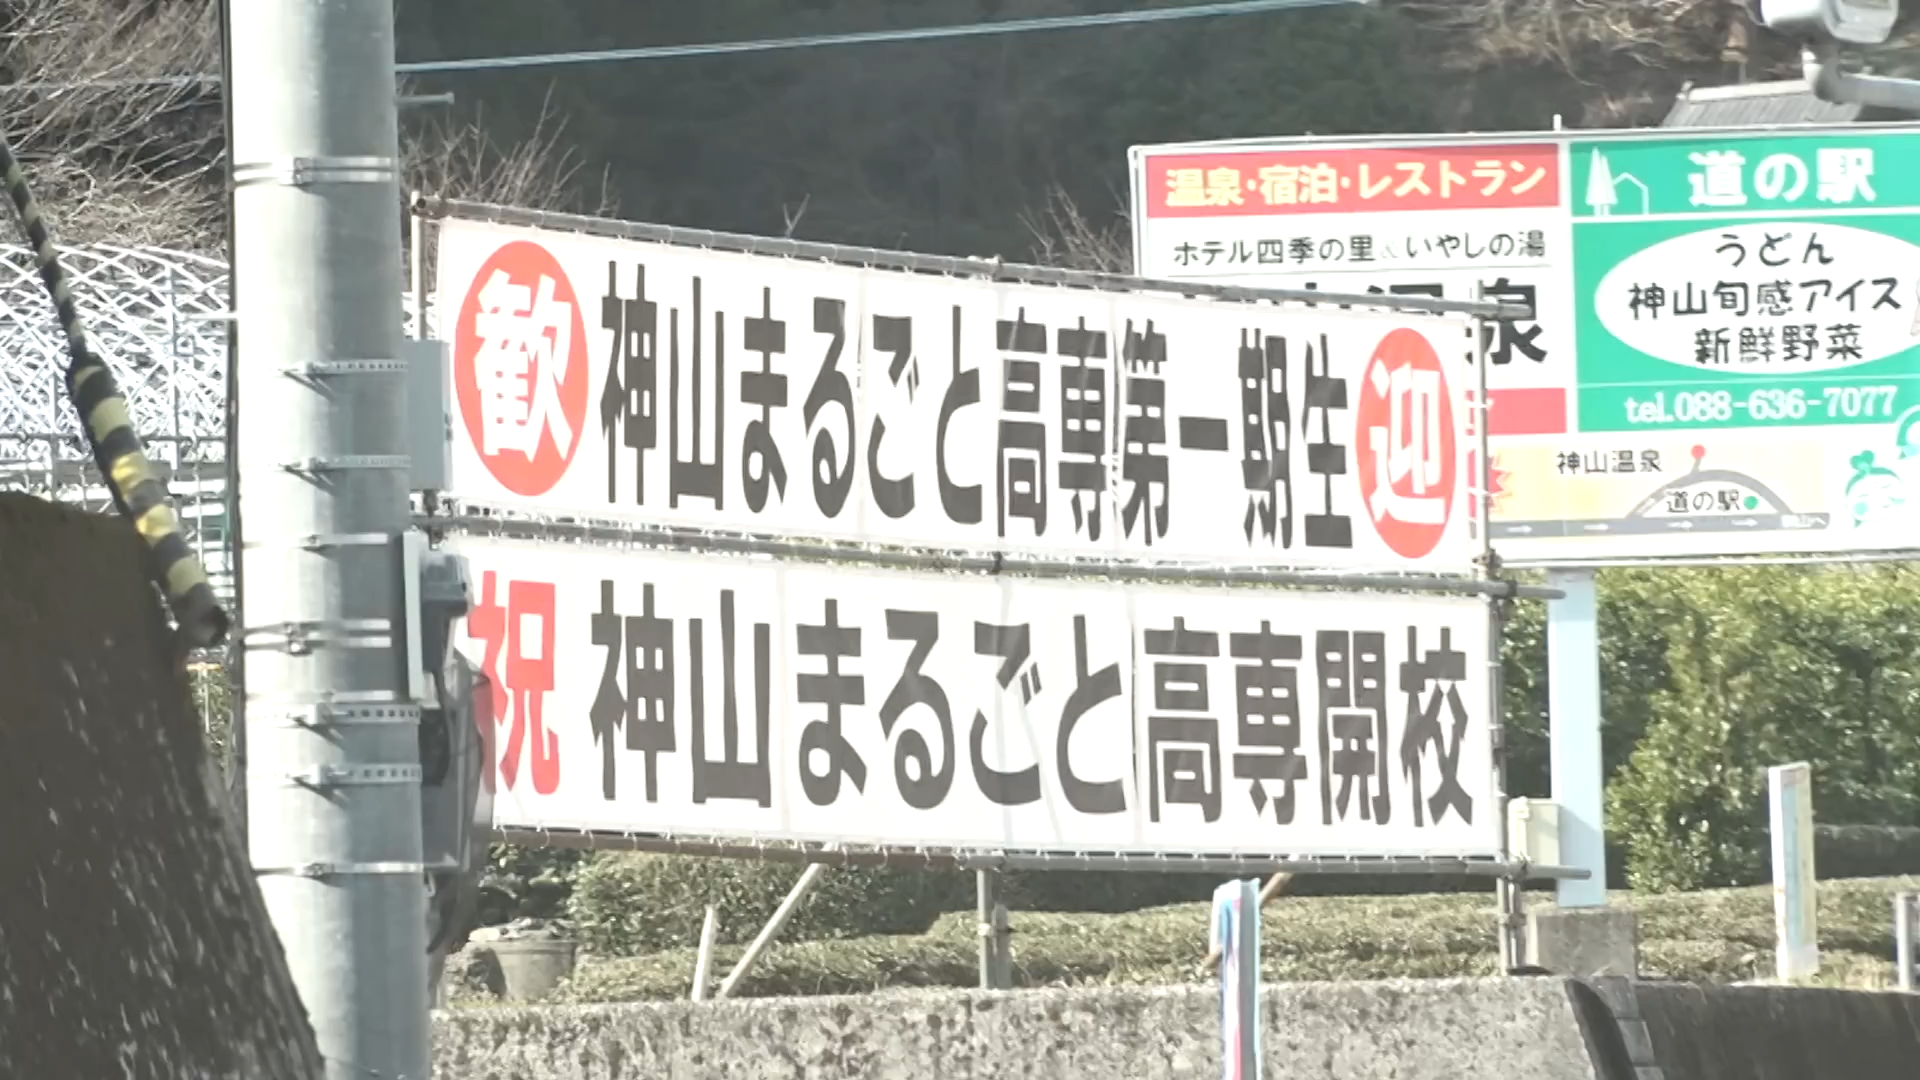 歓 神山まるごと高専第一期生 迎
祝 神山まるごと高専開校
温泉・宿泊・レストラン
ホテル四季の里&いやしの湯
泉
道の駅
うどん
神山旬感アイス
新鮮野菜
tel.088-636-7077
神山温泉
道の駅